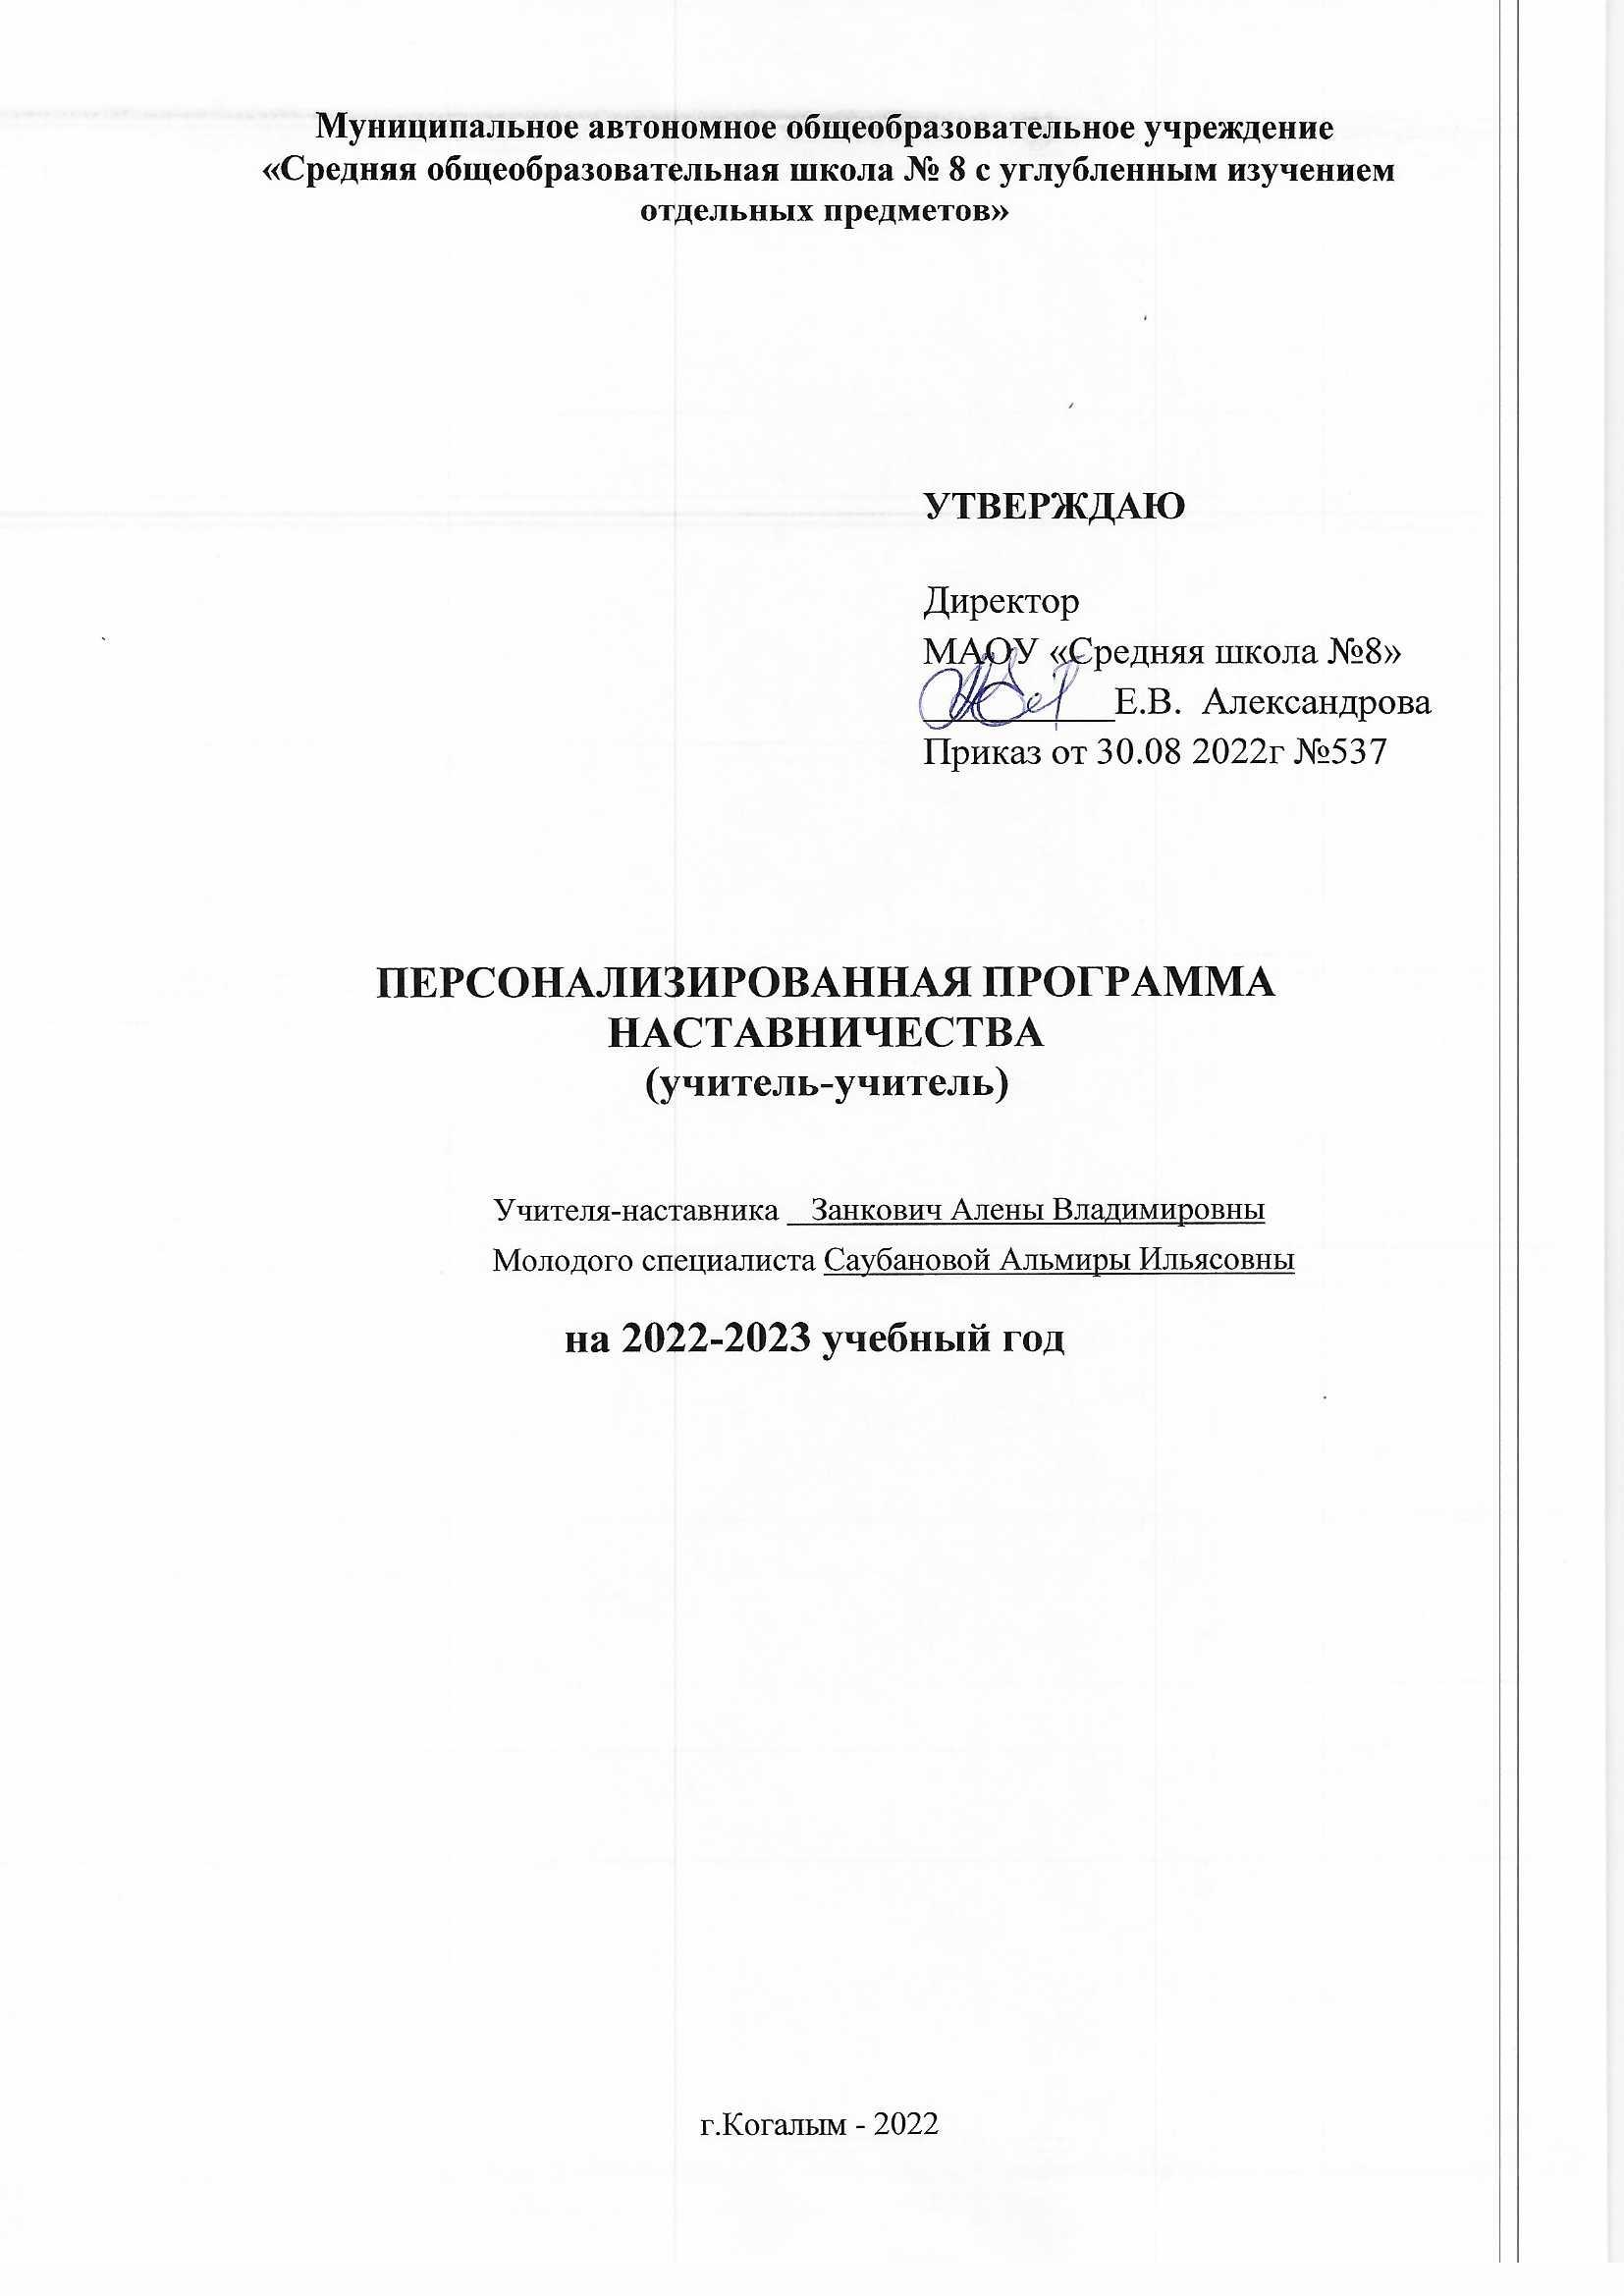 Муниципальное автономное общеобразовательное учреждение
«Средняя общеобразовательная школа № 8 с углубленным изучением
отдельных предметов»
УТВЕРЖДАЮ
Директор
МАОУ «Средняя школа №8»
__________Е.В. Александрова
Приказ от 30.08 2022г №537
ПЕРСОНАЛИЗИРОВАННАЯ ПРОГРАММА
НАСТАВНИЧЕСТВА
(учитель-учитель)
Учителя-наставника _ Занкович Алены Владимировны
Молодого специалиста Саубановой Альмиры Ильясовны
на 2022-2023 учебный год
г.Когалым - 2022